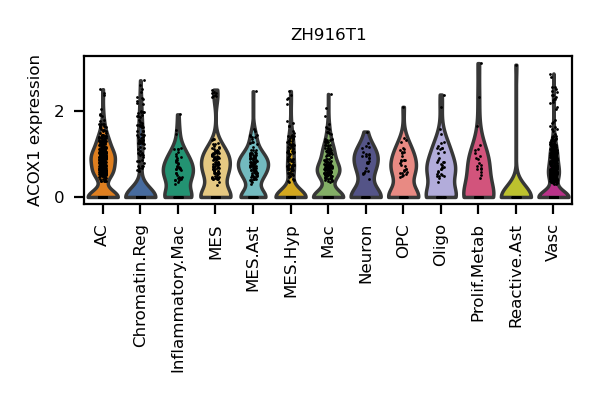 ZH916T1
ACOX1 expression
2
0
AC
Chromatin.Reg
Inflammatory.Mac
MES
MES.Ast
MES.Hyp
Mac
Neuron
OPC
Oligo
Prolif.Metab
Reactive.Ast
Vasc